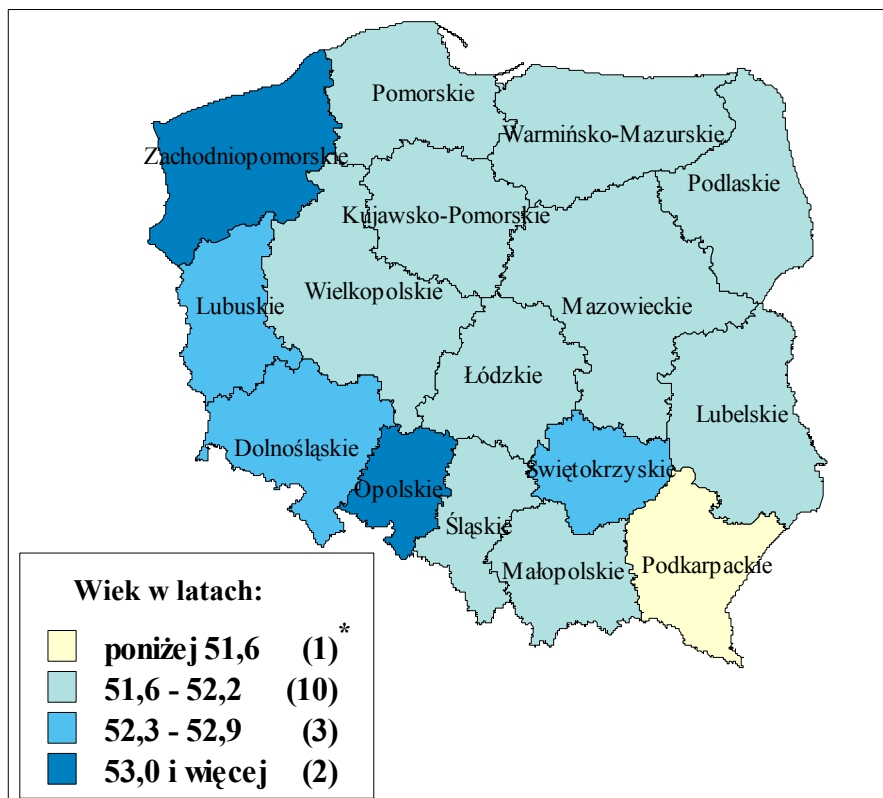 Pomorskie
Warmińsko-Mazurskie
Zachodniopomorskie
Podlaskie
Kujawsko-Pomorskie
Wielkopolskie
Lubuskie
Mazowieckie
Łódzkie
Lubelskie
Dolnośląskie
Świętokrzyskie
Opolskie
Śląskie
Małopolskie
Podkarpackie
Wiek w latach:
poniżej 51,6 (1)*
51,6 - 52,2 (10)
52,3 - 52,9 (3)
53,0 i więcej (2)